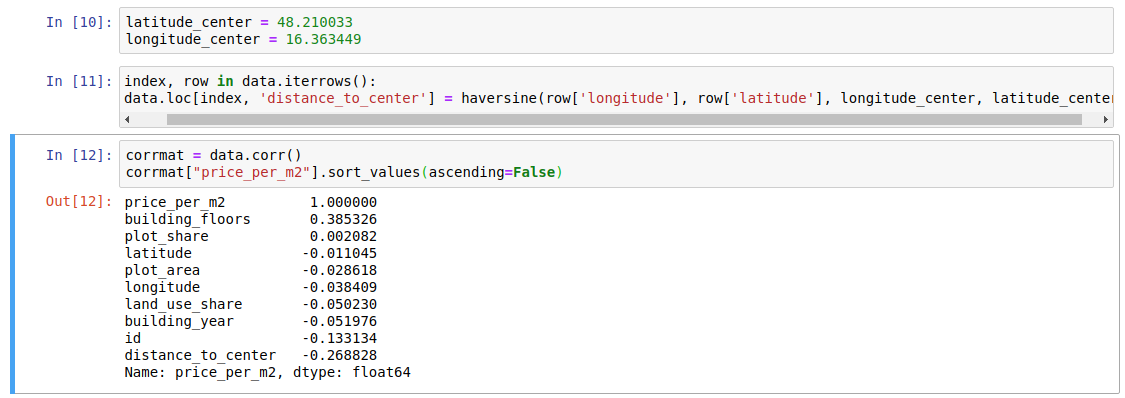 In [10]: latitude_center = 48.210033
longitude_center = 16.363449
In [11]: index, row in data.iterrows():
data.loc[index, 'distance_to_center'] = haversine(row['longitude'], row['latitude'], longitude_center, latitude_center
In [12]: corrmat = data.corr()
corrmat["price_per_m2"].sort_values(ascending=False)
Out[12]: price_per_m2 1.000000
building_floors 0.385326
plot_share 0.002082
latitude -0.011045
plot_area -0.028618
longitude -0.038409
land_use_share -0.050230
building_year -0.051976
id -0.133134
distance_to_center -0.268828
Name: price_per_m2, dtype: float64